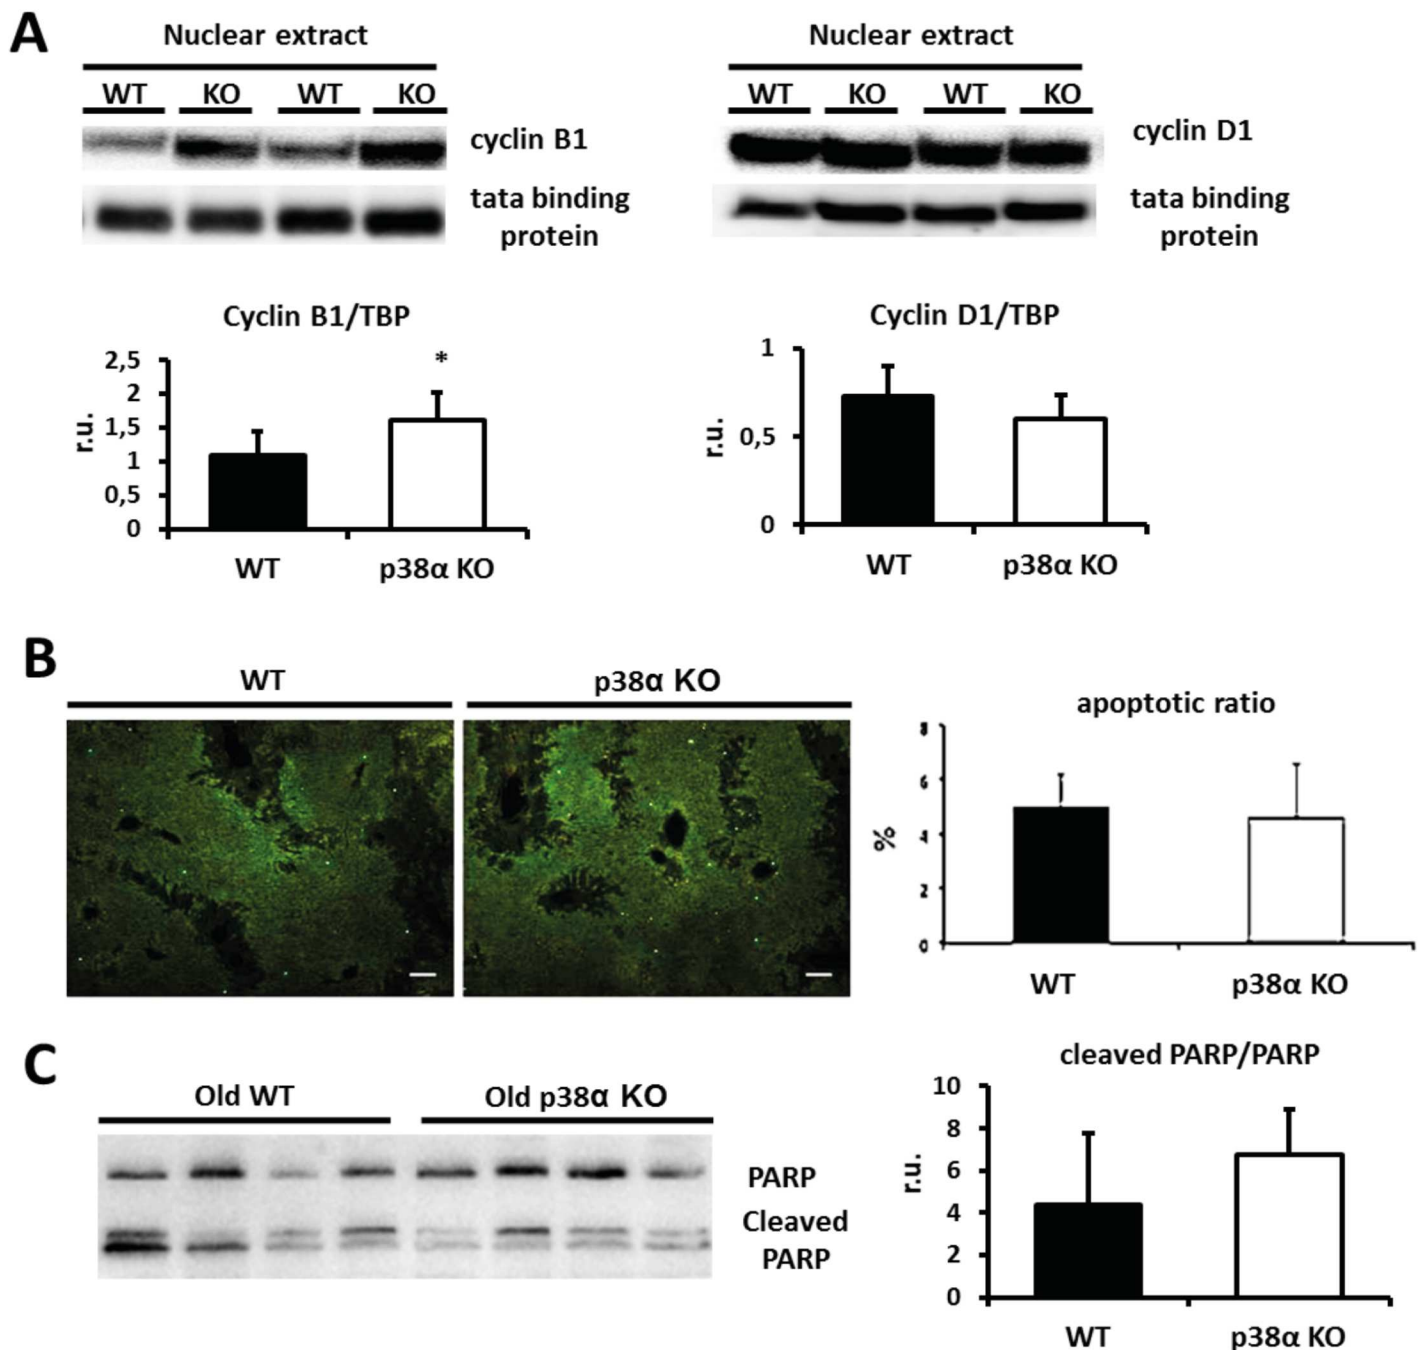 A
Nuclear extract
WT KO WT KO
cyclin B1
tata binding
protein
Cyclin B1/TBP
2,5
2
1,5
1
0,5
0
r.u.
*
WT p38α KO
Nuclear extract
WT KO WT KO
cyclin D1
tata binding
protein
Cyclin D1/TBP
1
0,5
0
r.u.
WT p38α KO
B
WT p38α KO
apoptotic ratio
8
6
4
2
0
%
WT p38α KO
C
Old WT Old p38α KO
PARP
Cleaved
PARP
cleaved PARP/PARP
10
8
6
4
2
0
r.u.
WT p38α KO